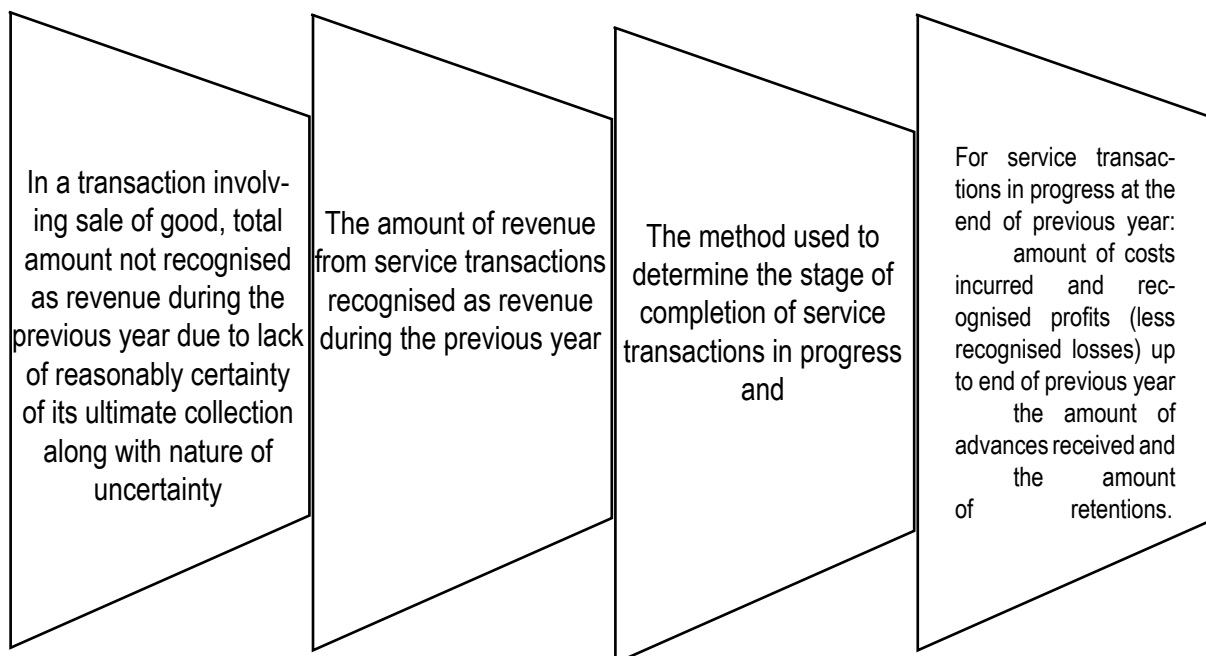 In a transaction involv-
ing sale of good, total
amount not recognised
as revenue during the
previous year due to lack
of reasonably certainty
of its ultimate collection
along with nature of
uncertainty
The amount of revenue
from service transactions
recognised as revenue
during the previous year
The method used to
determine the stage of
completion of service
transactions in progress
and
For service transac-
tions in progress at the
end of previous year:
amount of costs
incurred and rec-
ognised profits (less
recognised losses) up
to end of previous year
the amount of
advances received and
the amount
of retentions.